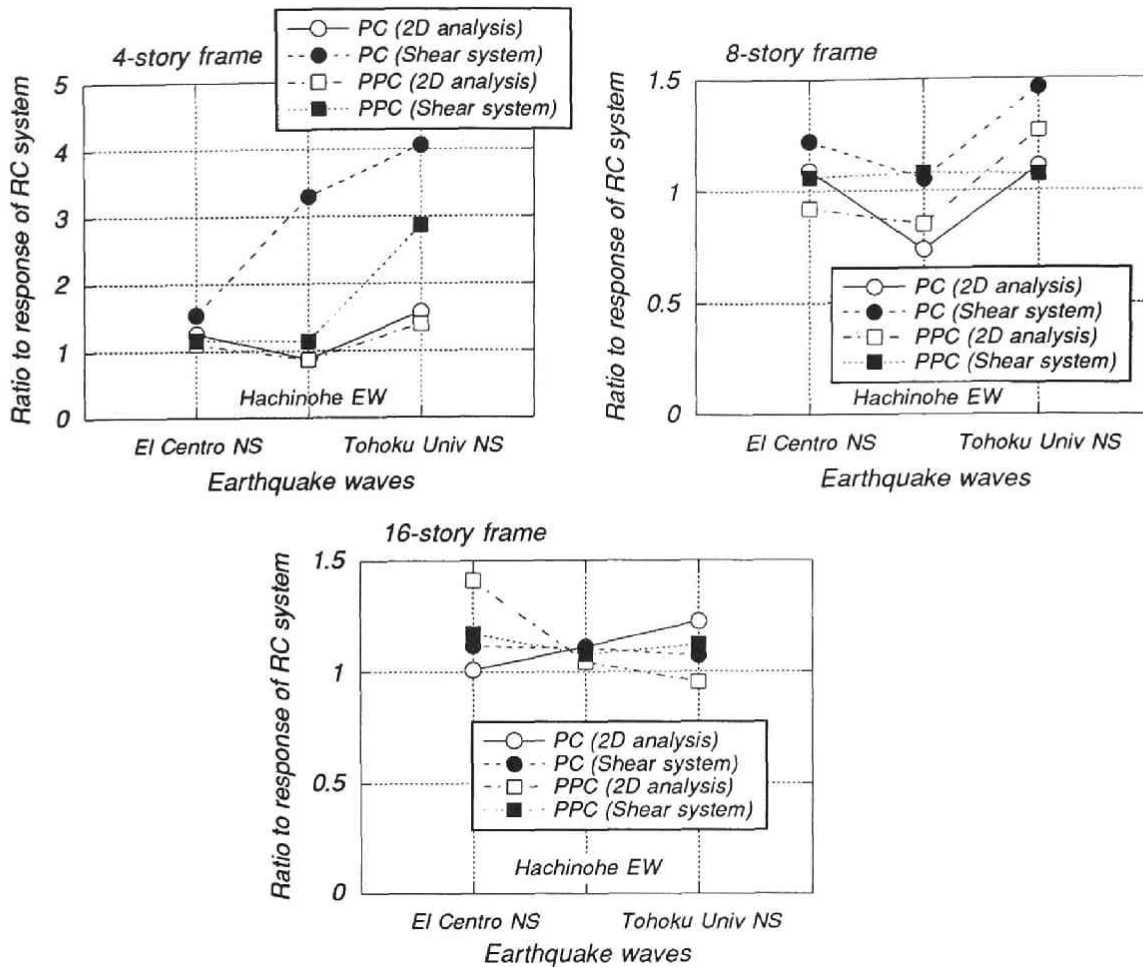 4-story frame
PC (2D analysis)
PC (Shear system)
PPC (2D analysis)
PPC (Shear system)
Ratio to response of RC system
5
4
3
2
1
0
Hachinohe EW
El Centro NS
Tohoku Univ NS
Earthquake waves
8-story frame
Ratio to response of RC system
1.5
1
0.5
0
PC (2D analysis)
PC (Shear system)
PPC (2D analysis)
PPC (Shear system)
Hachinohe EW
El Centro NS
Tohoku Univ NS
Earthquake waves
16-story frame
Ratio to response of RC system
1.5
1
0.5
0
PC (2D analysis)
PC (Shear system)
PPC (2D analysis)
PPC (Shear system)
Hachinohe EW
El Centro NS
Tohoku Univ NS
Earthquake waves